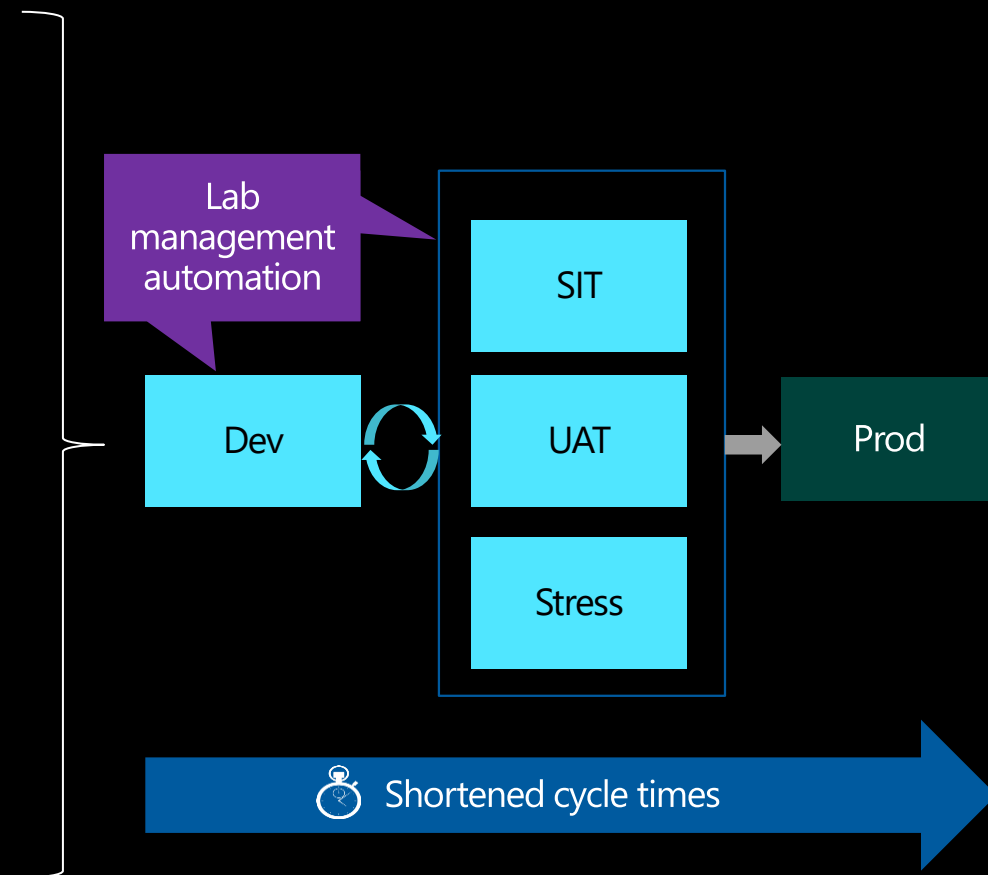 Lab
management
automation
SIT
Dev
UAT
Prod
Stress
Shortened cycle times